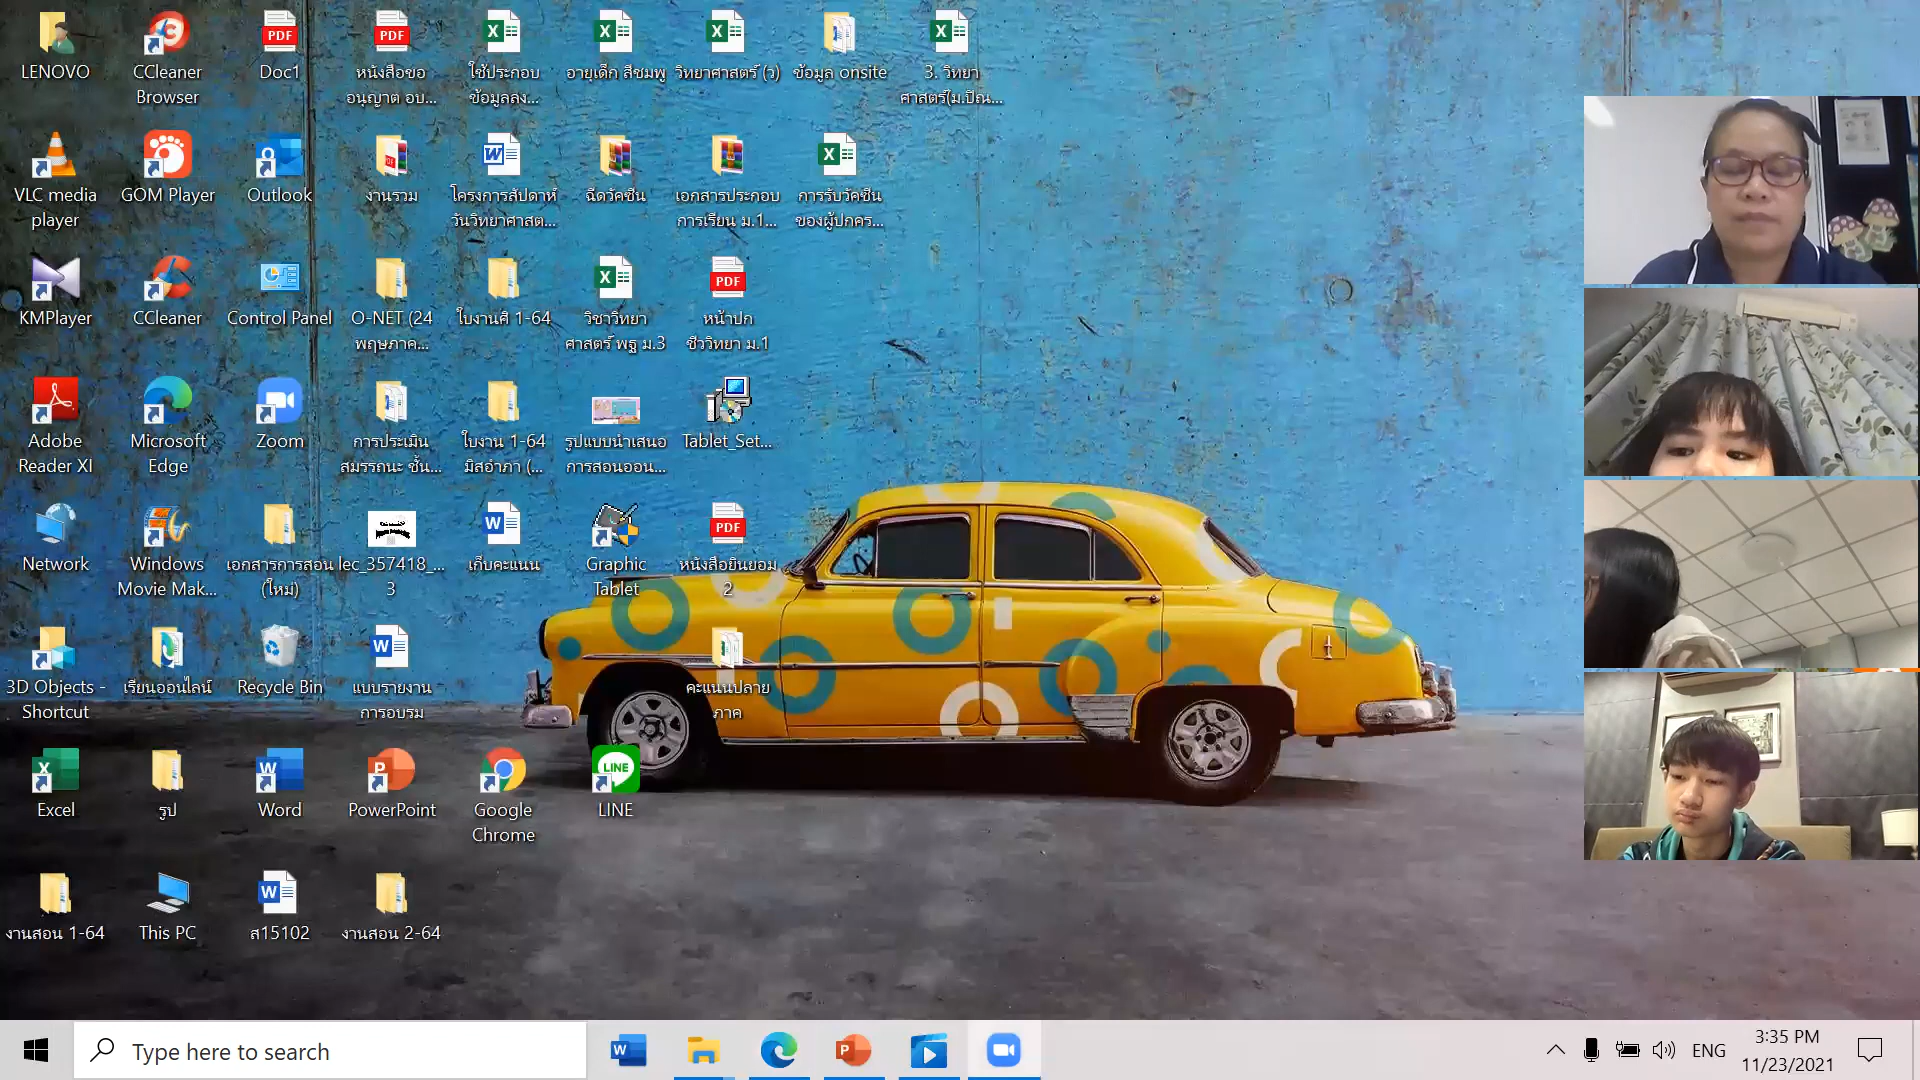 LENOVO
CCleaner
Browser
Doc1
หนังสือขอ
อนุญาต อบ...
ใช้ประกอบ
ข้อมูลลง...
อายุเด็ก สีชมพู
วิทยาศาสตร์ (ว)
ข้อมูล onsite
3. วิทยา
ศาสตร์(ม.ปิณ...
VLC media
player
GOM Player
Outlook
งานรวม
โครงการสัปดาห์
วันวิทยาศาสต...
ฉีดวัคซีน
เอกสารประกอบ
การเรียน ม.1...
การรับวัคซีน
ของผู้ปกคร...
KMPlayer
CCleaner
Control Panel
O-NET (24
พฤษภาค...
ใบงานศิ 1-64
วิชาวิทยา
ศาสตร์ พฐ ม.3
หน้าปก
ชีววิทยา ม.1
Adobe
Reader XI
Microsoft
Edge
Zoom
การประเมิน
สมรรถนะ ชั้น...
ใบงาน 1-64
มิสอำภา (...
รูปแบบนำเสนอ
การสอนออน...
Tablet_Set...
Network
Windows
Movie Mak...
เอกสารการสอน
(ใหม่)
lec_357418_...
3
เก็บคะแนน
Graphic
Tablet
หนังสือยินยอม
2
3D Objects -
Shortcut
เรียนออนไลน์
Recycle Bin
แบบรายงาน
การอบรม
คะแนนปลาย
ภาค
Excel
รูป
Word
PowerPoint
Google
Chrome
LINE
งานสอน 1-64
This PC
ส15102
งานสอน 2-64
Type here to search
ENG
3:35 PM
11/23/2021